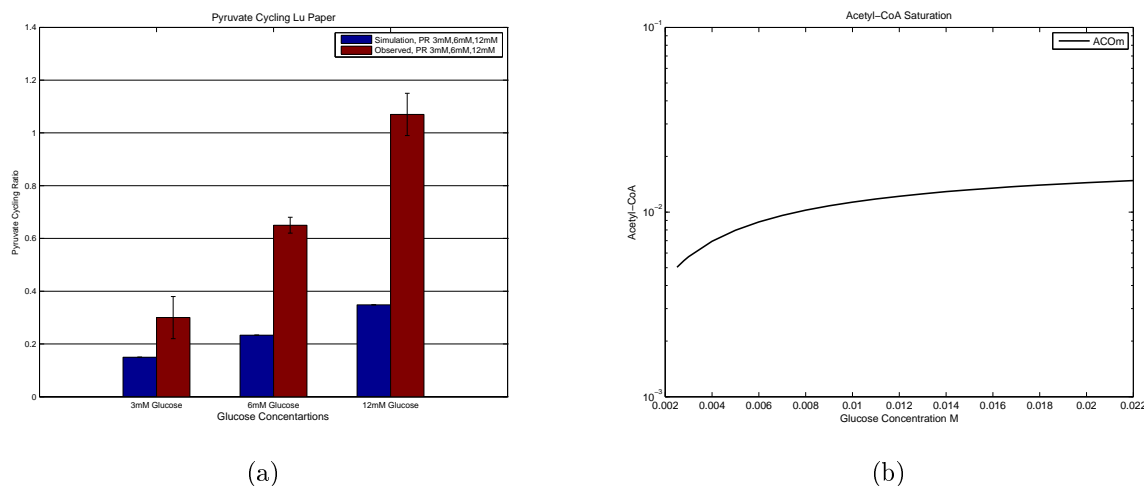 Pyruvate Cycling Lu Paper
1.4
1.2
1
0.8
0.6
0.4
0.2
0
Pyruvate Cycling Ratio
Simulation, PR 3mM,6mM,12mM
Observed, PR 3mM,6mM,12mM
3mM Glucose 6mM Glucose 12mM Glucose
Glucose Concentartions
(a)
Acetyl−CoA Saturation
10−1
10−2
10−3
Acetyl−CoA
ACOm
0.002 0.004 0.006 0.008 0.01 0.012 0.014 0.016 0.018 0.02 0.022
Glucose Concentration M
(b)